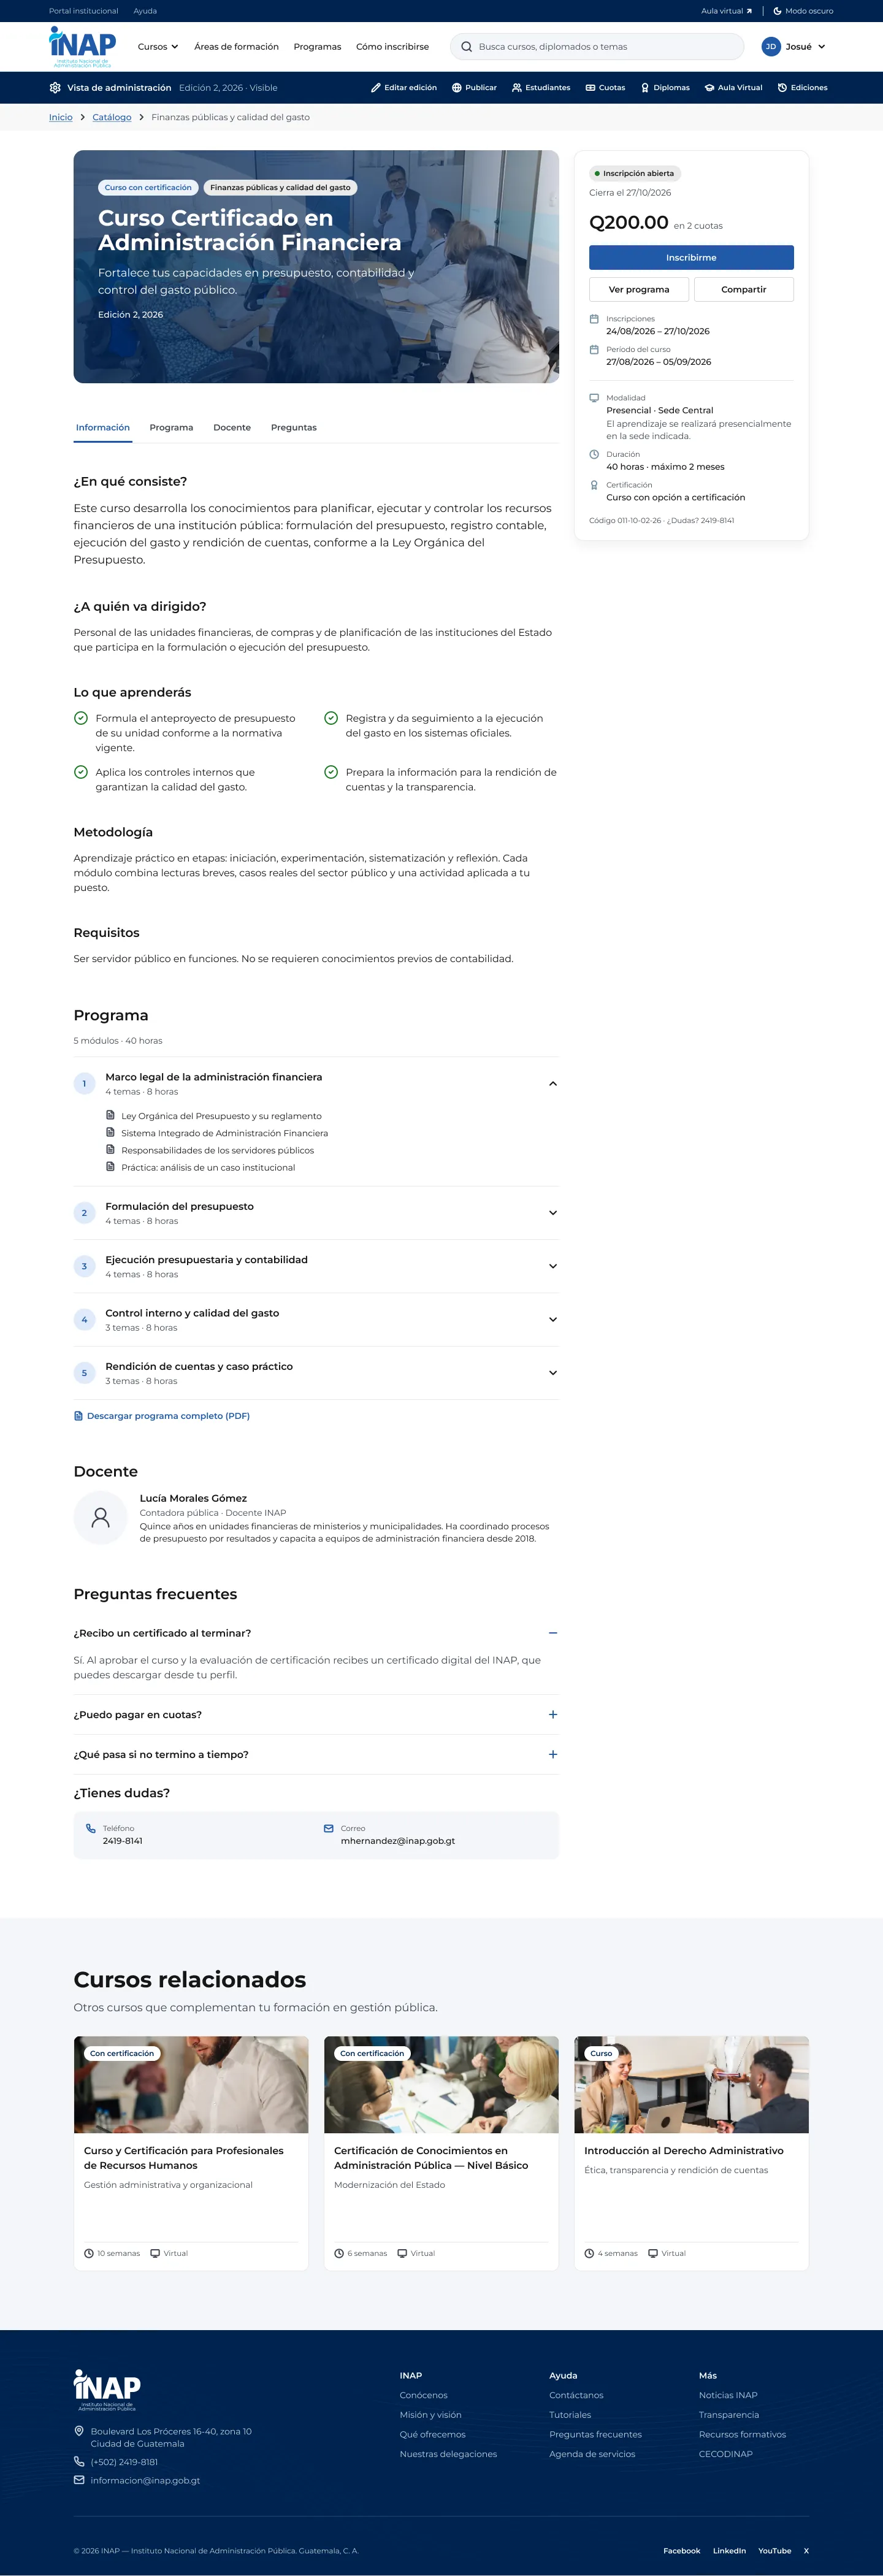 Portal institucional
Ayuda
Aula virtual
Modo oscuro
INAP
Instituto Nacional de
Administración Pública
Cursos
Áreas de formación
Programas
Cómo inscribirse
Busca cursos, diplomados o temas
JD
Josué
Vista de administración
Edición 2, 2026 · Visible
Editar edición
Publicar
Estudiantes
Cuotas
Diplomas
Aula Virtual
Ediciones
Inicio
Catálogo
Finanzas públicas y calidad del gasto
Curso con certificación
Finanzas públicas y calidad del gasto
Curso Certificado en
Administración Financiera
Fortalece tus capacidades en presupuesto, contabilidad y
control del gasto público.
Edición 2, 2026
Inscripción abierta
Cierra el 27/10/2026
Q200.00 en 2 cuotas
Inscribirme
Ver programa
Compartir
Inscripciones
24/08/2026 – 27/10/2026
Período del curso
27/08/2026 – 05/09/2026
Modalidad
Presencial · Sede Central
El aprendizaje se realizará presencialmente
en la sede indicada.
Duración
40 horas · máximo 2 meses
Certificación
Curso con opción a certificación
Código 011-10-02-26 · ¿Dudas? 2419-8141
Información
Programa
Docente
Preguntas
¿En qué consiste?
Este curso desarrolla los conocimientos para planificar, ejecutar y controlar los recursos
financieros de una institución pública: formulación del presupuesto, registro contable,
ejecución del gasto y rendición de cuentas, conforme a la Ley Orgánica del
Presupuesto.
¿A quién va dirigido?
Personal de las unidades financieras, de compras y de planificación de las instituciones del Estado
que participa en la formulación o ejecución del presupuesto.
Lo que aprenderás
Formula el anteproyecto de presupuesto
de su unidad conforme a la normativa
vigente.
Registra y da seguimiento a la ejecución
del gasto en los sistemas oficiales.
Aplica los controles internos que
garantizan la calidad del gasto.
Prepara la información para la rendición de
cuentas y la transparencia.
Metodología
Aprendizaje práctico en etapas: iniciación, experimentación, sistematización y reflexión. Cada
módulo combina lecturas breves, casos reales del sector público y una actividad aplicada a tu
puesto.
Requisitos
Ser servidor público en funciones. No se requieren conocimientos previos de contabilidad.
Programa
5 módulos · 40 horas
1
Marco legal de la administración financiera
4 temas · 8 horas
Ley Orgánica del Presupuesto y su reglamento
Sistema Integrado de Administración Financiera
Responsabilidades de los servidores públicos
Práctica: análisis de un caso institucional
2
Formulación del presupuesto
4 temas · 8 horas
3
Ejecución presupuestaria y contabilidad
4 temas · 8 horas
4
Control interno y calidad del gasto
3 temas · 8 horas
5
Rendición de cuentas y caso práctico
3 temas · 8 horas
Descargar programa completo (PDF)
Docente
Lucía Morales Gómez
Contadora pública · Docente INAP
Quince años en unidades financieras de ministerios y municipalidades. Ha coordinado procesos
de presupuesto por resultados y capacita a equipos de administración financiera desde 2018.
Preguntas frecuentes
¿Recibo un certificado al terminar?
Sí. Al aprobar el curso y la evaluación de certificación recibes un certificado digital del INAP, que
puedes descargar desde tu perfil.
¿Puedo pagar en cuotas?
¿Qué pasa si no termino a tiempo?
¿Tienes dudas?
Teléfono
2419-8141
Correo
mhernandez@inap.gob.gt
Cursos relacionados
Otros cursos que complementan tu formación en gestión pública.
Con certificación
Curso y Certificación para Profesionales
de Recursos Humanos
Gestión administrativa y organizacional
10 semanas
Virtual
Con certificación
Certificación de Conocimientos en
Administración Pública — Nivel Básico
Modernización del Estado
6 semanas
Virtual
Curso
Introducción al Derecho Administrativo
Ética, transparencia y rendición de cuentas
4 semanas
Virtual
INAP
Instituto Nacional de
Administración Pública
Boulevard Los Próceres 16-40, zona 10
Ciudad de Guatemala
(+502) 2419-8181
informacion@inap.gob.gt
INAP
Conócenos
Misión y visión
Qué ofrecemos
Nuestras delegaciones
Ayuda
Contáctanos
Tutoriales
Preguntas frecuentes
Agenda de servicios
Más
Noticias INAP
Transparencia
Recursos formativos
CECODINAP
© 2026 INAP — Instituto Nacional de Administración Pública. Guatemala, C. A.
Facebook
LinkedIn
YouTube
X